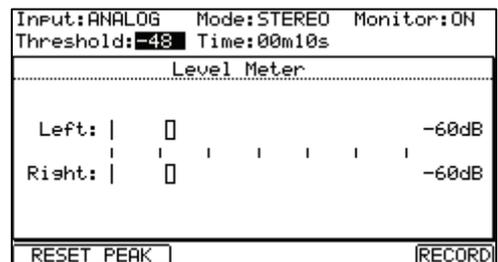 Input:ANALOG Mode:STEREO Monitor:ON
Threshold:-48 Time:00m10s
Level Meter
Left: -60dB
Right: -60dB
RESET PEAK RECORD